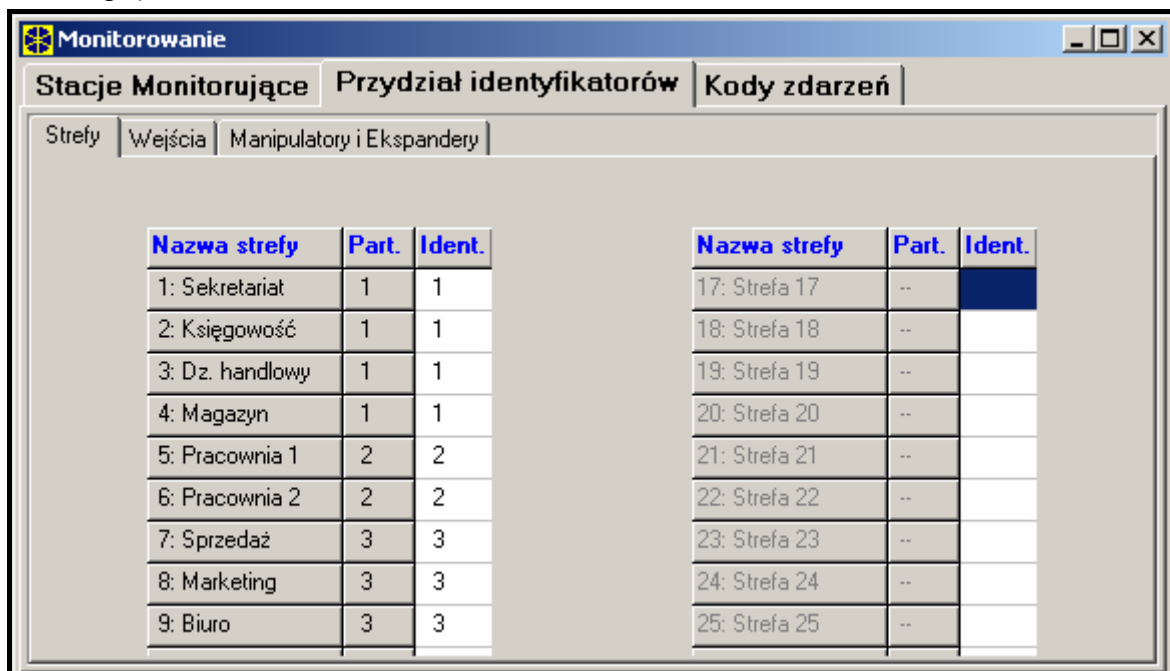 Monitorowanie
Stacje Monitorujące Przydział identyfikatorów Kody zdarzeń
Strefy Wejścia Manipulatory i Ekspandery
Nazwa strefy Part. Ident. Nazwa strefy Part. Ident.
1: Sekretariat 1 1 17: Strefa 17 --
2: Księgowość 1 1 18: Strefa 18 --
3: Dz. handlowy 1 1 19: Strefa 19 --
4: Magazyn 1 1 20: Strefa 20 --
5: Pracownia 1 2 2 21: Strefa 21 --
6: Pracownia 2 2 2 22: Strefa 22 --
7: Sprzedaż 3 3 23: Strefa 23 --
8: Marketing 3 3 24: Strefa 24 --
9: Biuro 3 3 25: Strefa 25 --